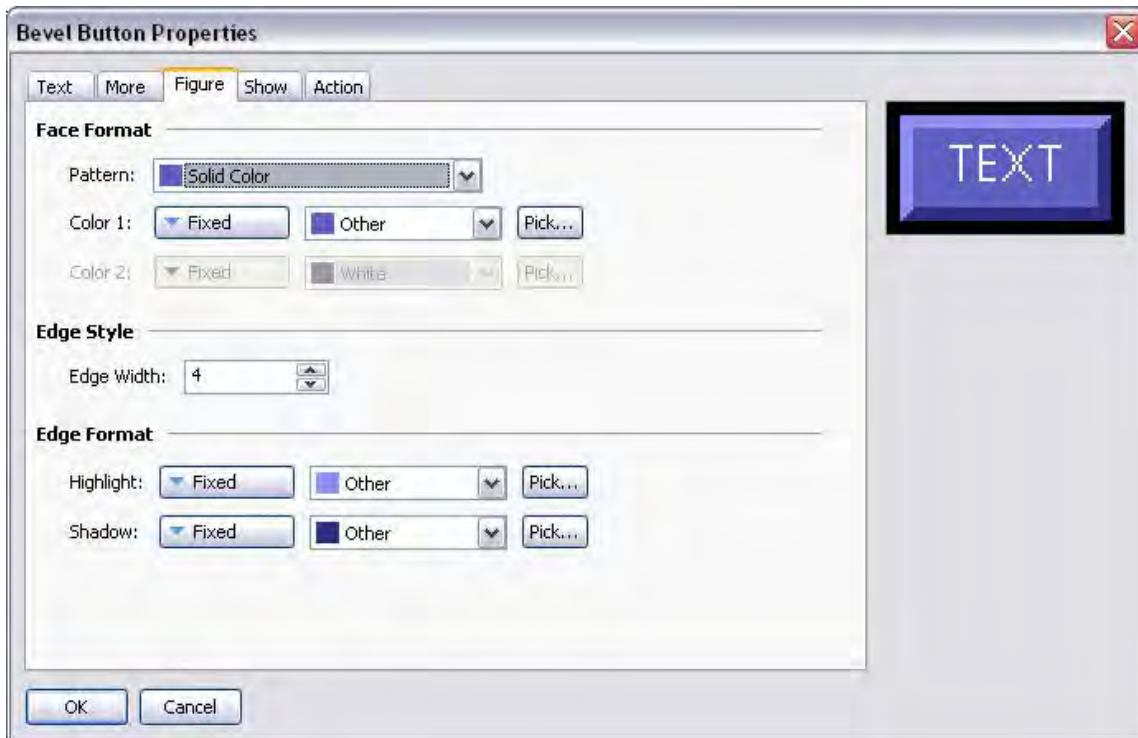 Bevel Button Properties
Text More Figure Show Action
Face Format
Pattern: Solid Color
Color 1: Fixed Other Pick...
Color 2: Fixed White Pick...
Edge Style
Edge Width: 4
Edge Format
Highlight: Fixed Other Pick...
Shadow: Fixed Other Pick...
OK Cancel
TEXT